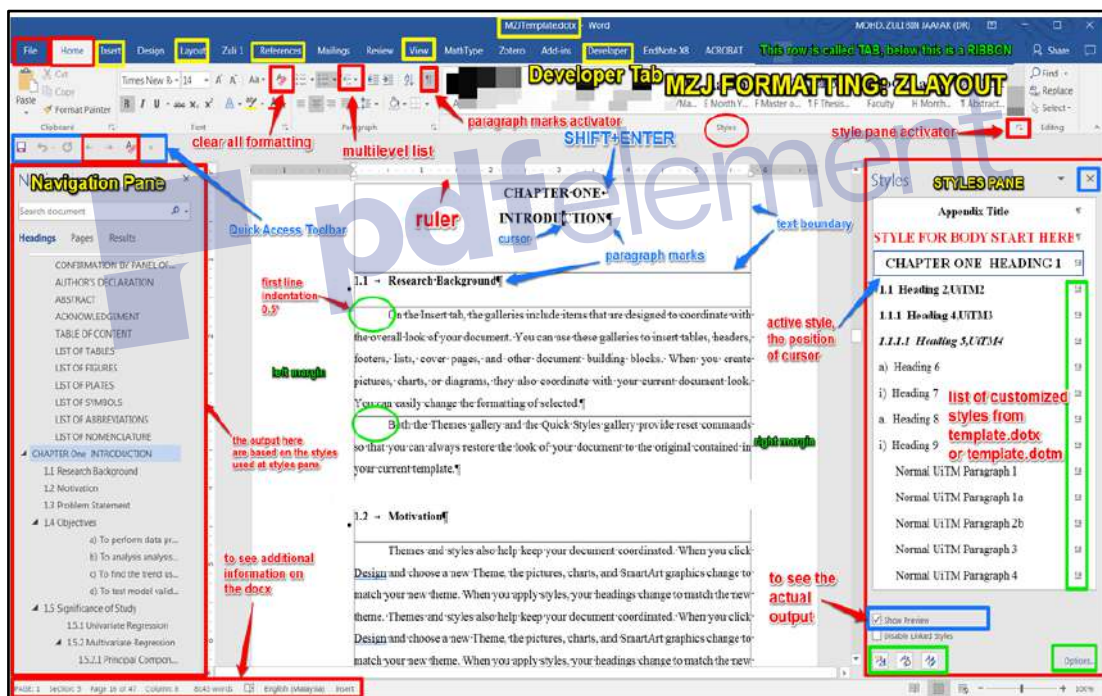 MZJTemplate.docx - Word
MOHD. ZULI BIN JAAFAR (DR)
File Home Insert Design Layout Zuli 1 References Mailings Review View MathType Zotero Add-ins Developer EndNote X8 ACROBAT
This row is called TAB, below this is a RIBBON
Share
Developer Tab
MZJ FORMATTING: ZLAYOUT
Cut
Copy
Paste
Format Painter
Times New R 14
Find
Replace
Select
Clipboard Font Paragraph Styles Editing
E Month Y... F Master o... F Thesis... Faculty H Month... Abstract...
clear all formatting
multilevel list
paragraph marks activator
style pane activator
SHIFT+ENTER
pdfelement
Navigation Pane
Search document
Headings Pages Results
Quick Access Toolbar
CONFIRMATION BY PANEL OF...
AUTHOR'S DECLARATION
ABSTRACT
ACKNOWLEDGEMENT
TABLE OF CONTENT
LIST OF TABLES
LIST OF FIGURES
LIST OF PLATES
LIST OF SYMBOLS
LIST OF ABBREVIATIONS
LIST OF NOMENCLATURE
CHAPTER One INTRODUCTION
1.1 Research Background
1.2 Motivation
1.3 Problem Statement
1.4 Objectives
a) To perform data pr...
b) To analysis analysis...
c) To find the trend us...
d) To test model valid...
1.5 Significance of Study
1.5.1 Univariate Regression
1.5.2 Multivariate Regression
1.5.2.1 Principal Compon...
the output here
are based on the styles
used at styles pane
to see additional
information on
the docx
ruler
CHAPTER·ONE
INTRODUCTION¶
cursor
paragraph marks
text boundary
first line
indentation
0.5"
left margin
right margin
1.1 → Research·Background¶
On the Insert tab, the galleries include items that are designed to coordinate with
the overall look of your document. You can use these galleries to insert tables, headers,
footers, lists, cover pages, and other document building blocks. When you create
pictures, charts, or diagrams, they also coordinate with your current document look.
You can easily change the formatting of selected.¶
Both the Themes gallery and the Quick Styles gallery provide reset commands
so that you can always restore the look of your document to the original contained in
your current template.¶
1.2 → Motivation¶
Themes and styles also help keep your document coordinated. When you click
Design and choose a new Theme, the pictures, charts, and SmartArt graphics change to
match your new theme. When you apply styles, your headings change to match the new
theme. Themes and styles also help keep your document coordinated. When you click
Design and choose a new Theme, the pictures, charts, and SmartArt graphics change to
match your new theme. When you apply styles, your headings change to match the new
Styles STYLES PANE
Appendix Title
STYLE FOR BODY START HERE
CHAPTER ONE HEADING 1
1.1 Heading 2,UiTM2
1.1.1 Heading 4,UiTM3
1.1.1.1 Heading 5,UiTM4
a) Heading 6
i) Heading 7
a Heading 8
i) Heading 9
Normal UiTM Paragraph 1
Normal UiTM Paragraph 1a
Normal UiTM Paragraph 2b
Normal UiTM Paragraph 3
Normal UiTM Paragraph 4
active style,
the position
of cursor
list of customized
styles from
template.dotx
or template.dotm
to see the
actual
output
Show Preview
Disable Linked Styles
Options...
PAGE: 1 Section: 5 Page 16 of 47 Column: 8 8643 words English (Malaysia) Insert
100%